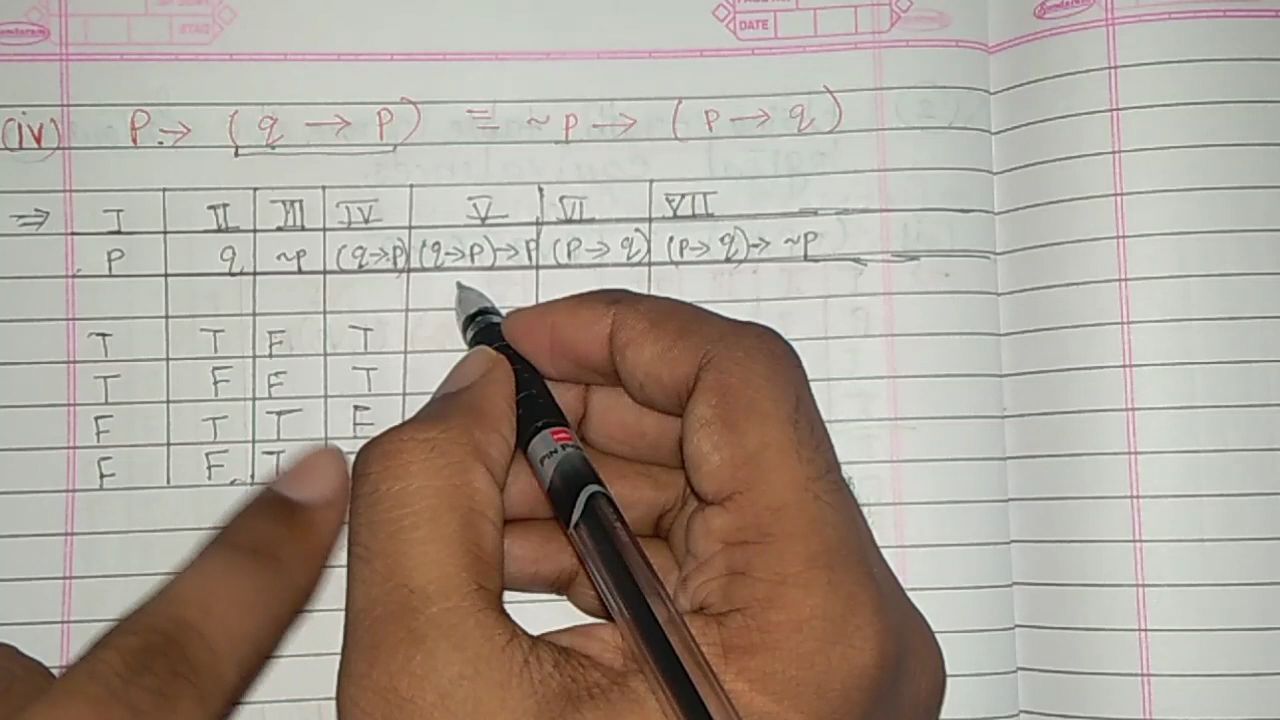 DATE
(iv) P → (q → p) = ~p → (p → q)
⇒ I II III IV V VI VII
P q ~p (q→p) (q→p)→p (p→q) (p→q)→ ~p
T T F T
T F F T
F T T F
F F T